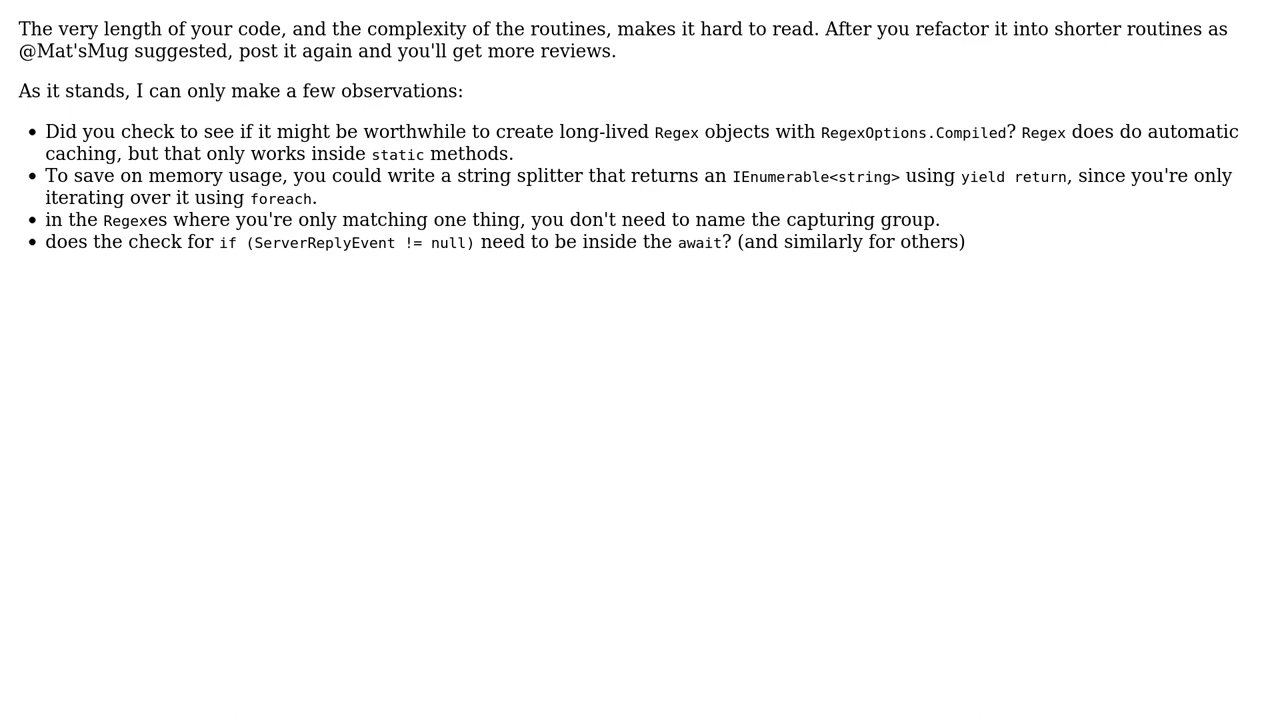 The very length of your code, and the complexity of the routines, makes it hard to read. After you refactor it into shorter routines as
@Mat'sMug suggested, post it again and you'll get more reviews.
As it stands, I can only make a few observations:
• Did you check to see if it might be worthwhile to create long-lived Regex objects with RegexOptions.Compiled? Regex does do automatic
caching, but that only works inside static methods.
• To save on memory usage, you could write a string splitter that returns an IEnumerable<string> using yield return, since you're only
iterating over it using foreach.
• in the Regexes where you're only matching one thing, you don't need to name the capturing group.
• does the check for if (ServerReplyEvent != null) need to be inside the await? (and similarly for others)